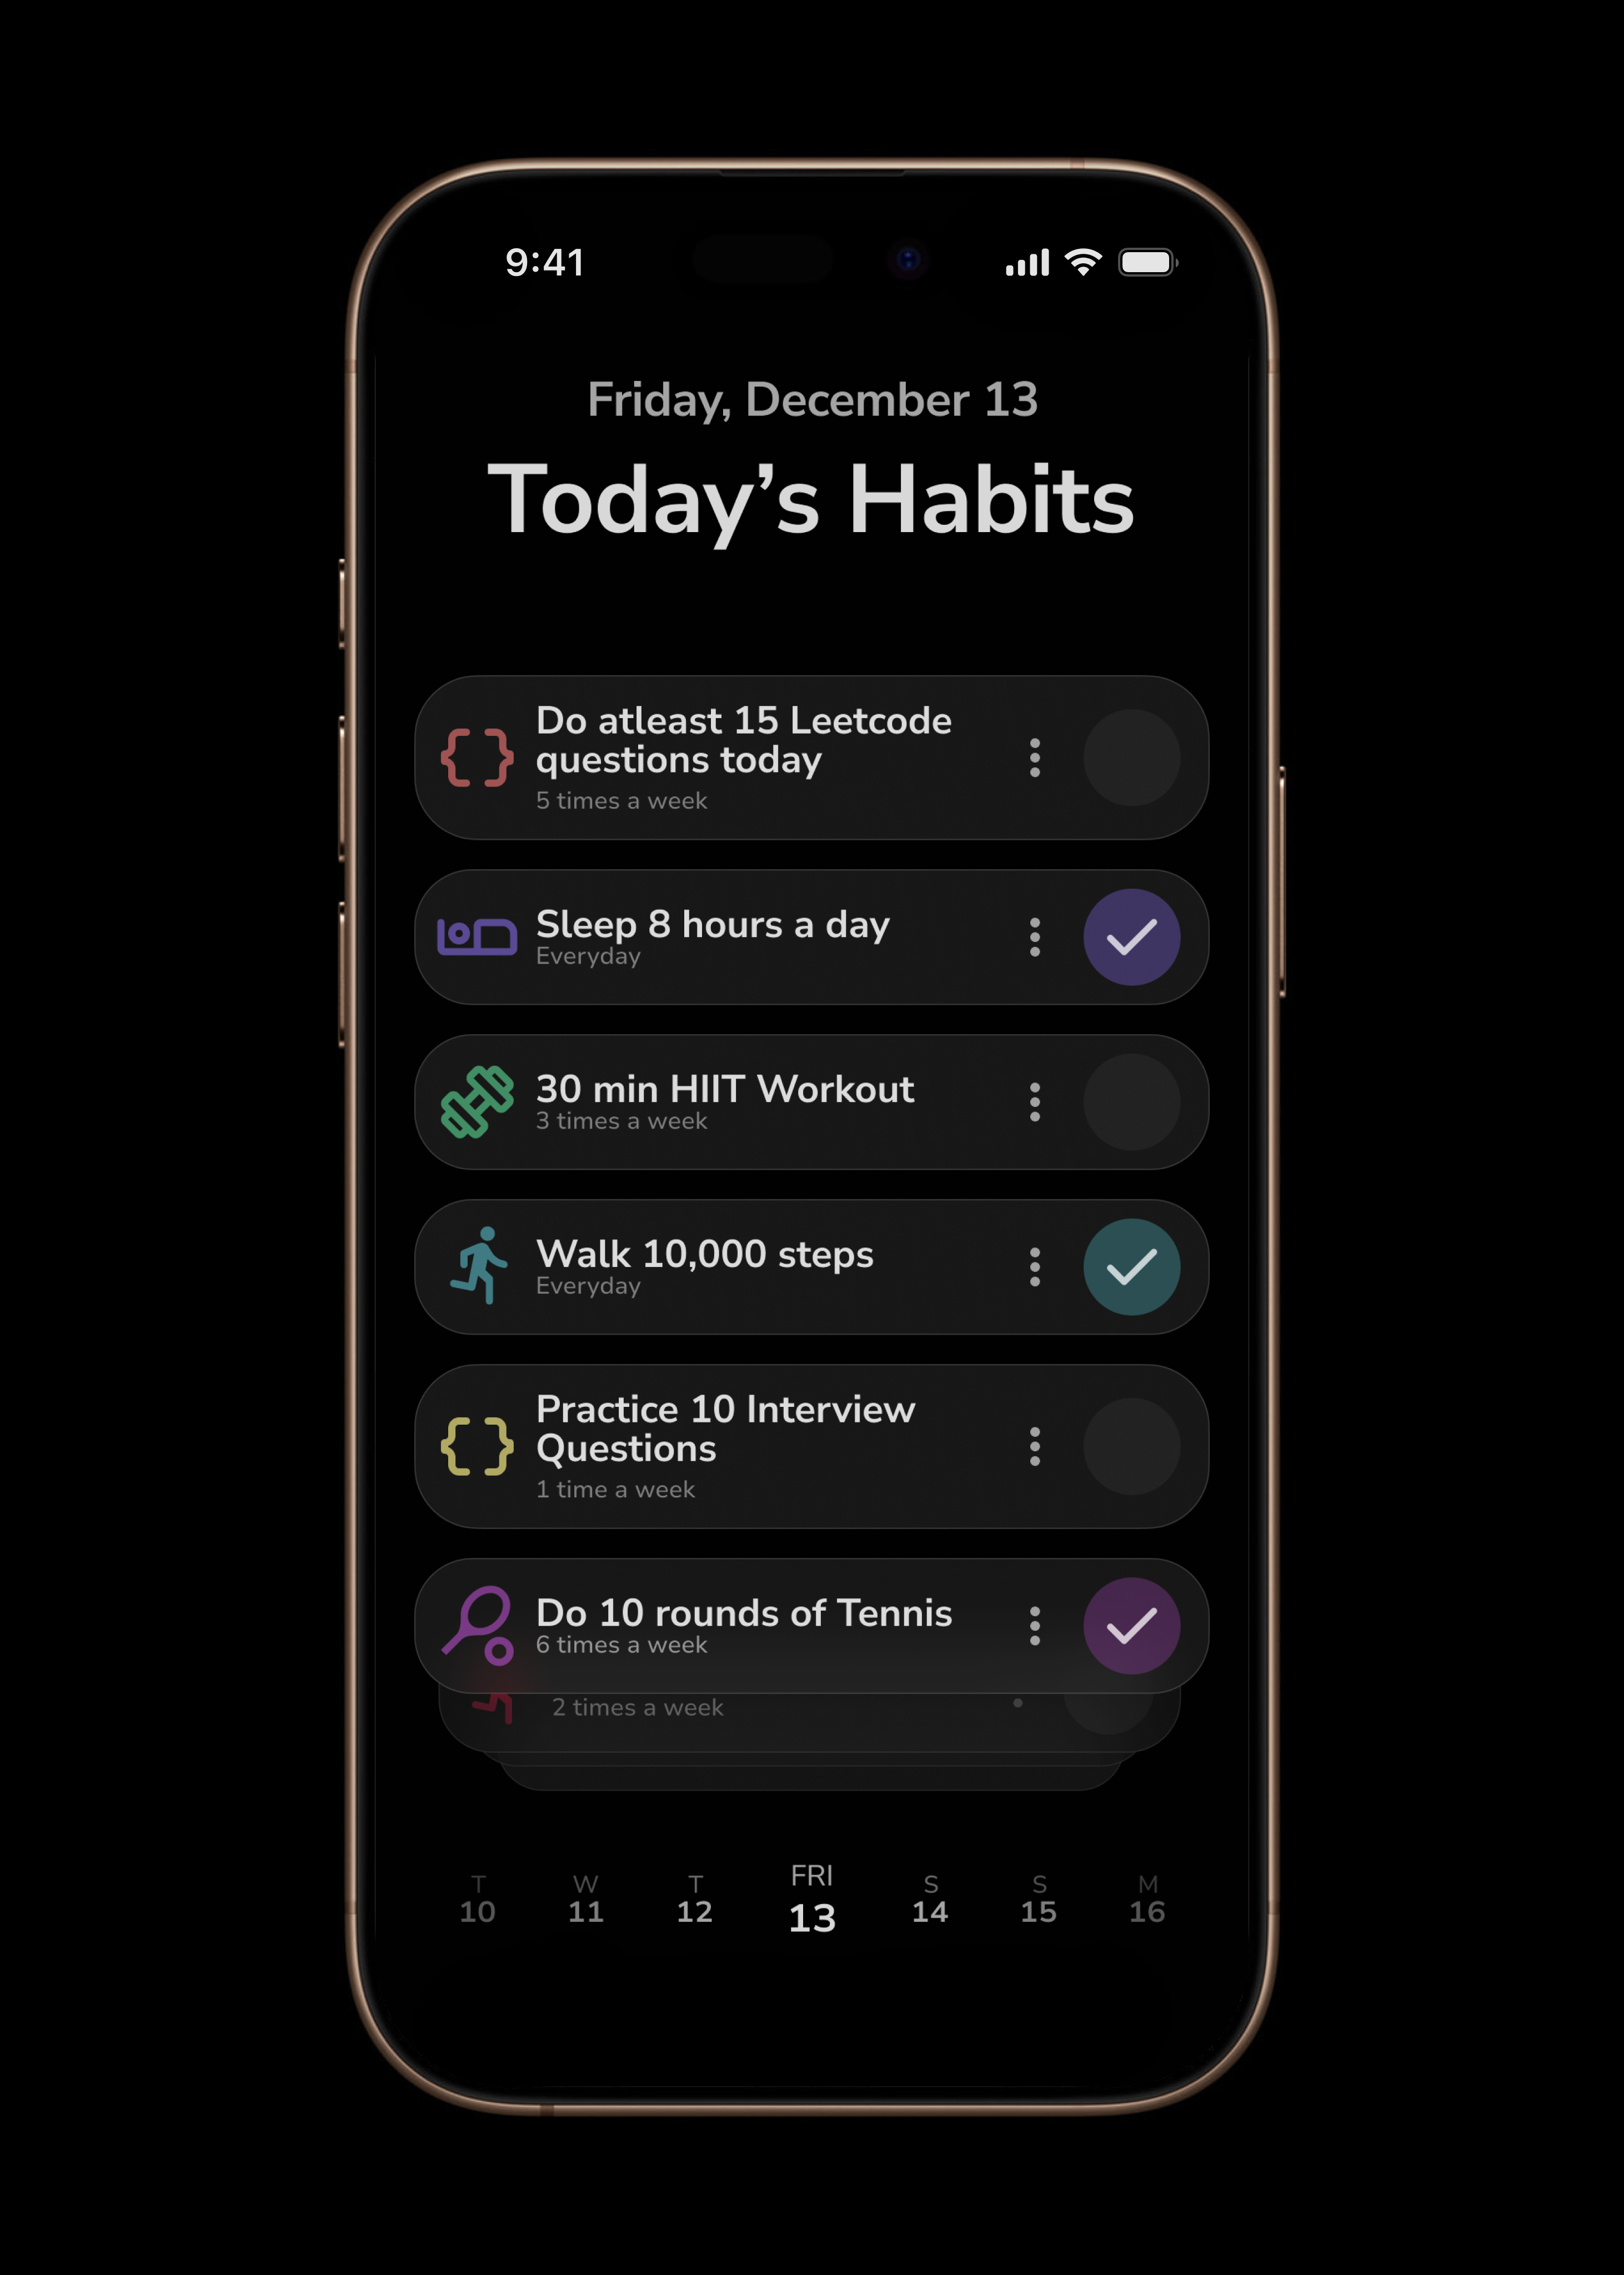 9:41
Friday, December 13
Today’s Habits
Do atleast 15 Leetcode
questions today
5 times a week
Sleep 8 hours a day
Everyday
30 min HIIT Workout
3 times a week
Walk 10,000 steps
Everyday
Practice 10 Interview
Questions
1 time a week
Do 10 rounds of Tennis
6 times a week
2 times a week
T W T FRI S S M
10 11 12 13 14 15 16